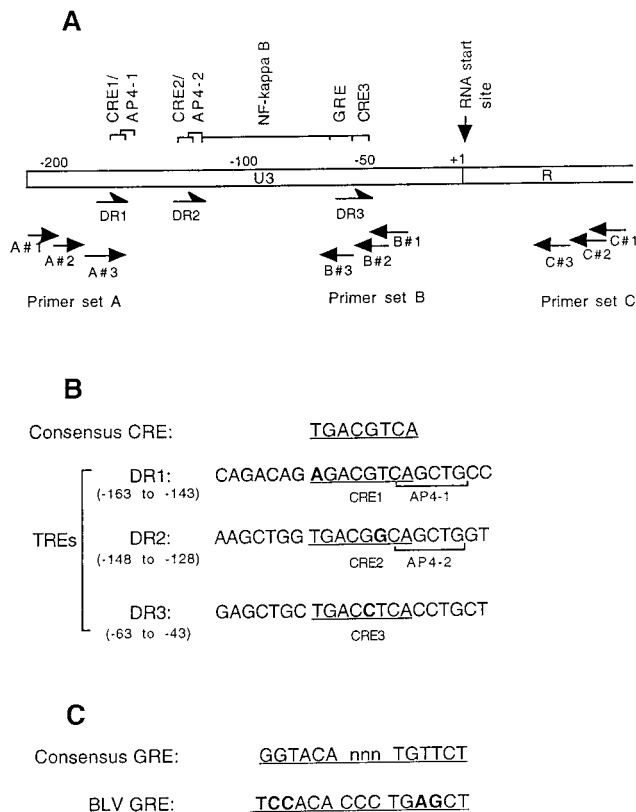 A
CRE1/
AP4-1
CRE2/
AP4-2
NF-kappa B
GRE
CRE3
RNA start
site
-200 -100 -50 +1
U3 R
DR1 DR2 DR3
A#1 A#2 A#3 B#3 B#2 B#1 C#3 C#2 C#1
Primer set A Primer set B Primer set C
B
Consensus CRE: TGACGTCA
TREs
DR1: CAGACAG AGACGTCAGCTGCC
(-163 to -143) CRE1 AP4-1
DR2: AAGCTGG TGACGGCAGCTGGT
(-148 to -128) CRE2 AP4-2
DR3: GAGCTGC TGACCTCACCTGCT
(-63 to -43) CRE3
C
Consensus GRE: GGTACA nnn TGTTCT
BLV GRE: TCCACA CCC TGAGCT